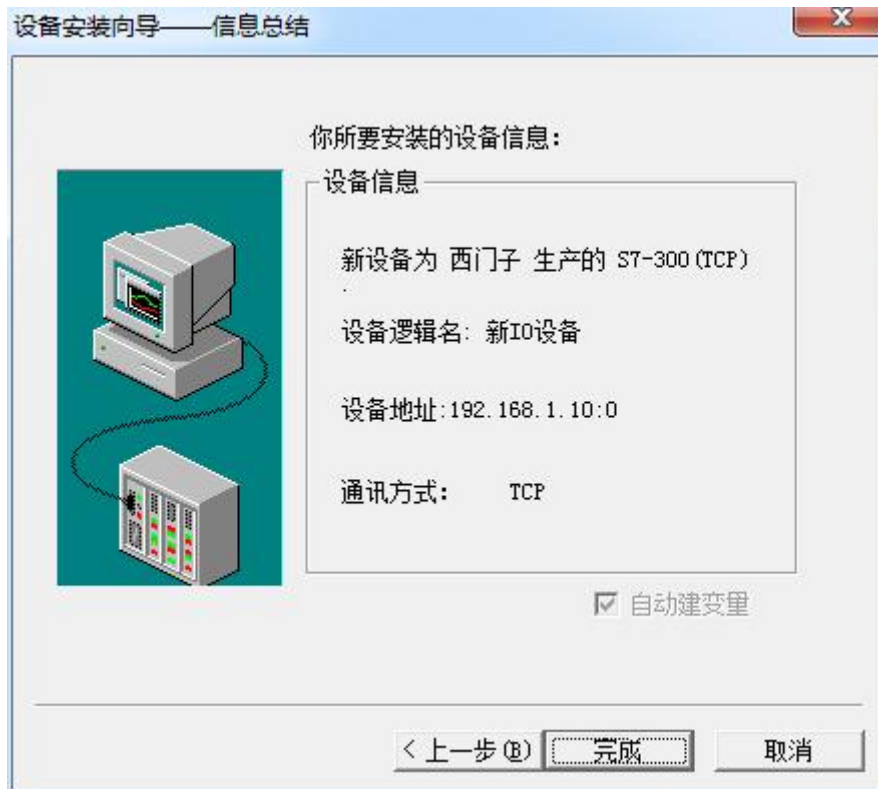 设备安装向导——信息总结
你所要安装的设备信息：
设备信息
新设备为 西门子 生产的 S7-300(TCP)
.
设备逻辑名: 新IO设备
设备地址:192.168.1.10:0
通讯方式： TCP
自动建变里
<上一步(B)
完成
取消